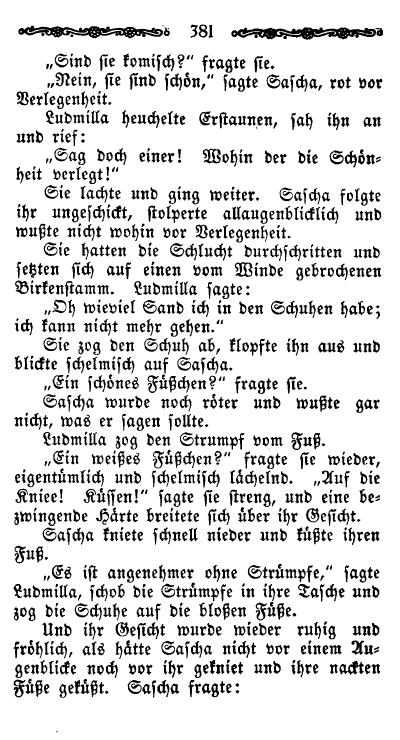 381
„Sind sie komisch?“ fragte sie.
„Nein, sie sind schön,“ sagte Sascha, rot vor
Verlegenheit.
Ludmilla heuchelte Erstaunen, sah ihn an
und rief:
„Sag doch einer! Wohin der die Schön-
heit verlegt!“
Sie lachte und ging weiter. Sascha folgte
ihr ungeschickt, stolperte allaugenblicklich und
wußte nicht wohin vor Verlegenheit.
Sie hatten die Schlucht durchschritten und
setzten sich auf einen vom Winde gebrochenen
Birkenstamm. Ludmilla sagte:
„Oh wieviel Sand ich in den Schuhen habe;
ich kann nicht mehr gehen.“
Sie zog den Schuh ab, klopfte ihn aus und
blickte schelmisch auf Sascha.
„Ein schönes Füßchen?“ fragte sie.
Sascha wurde noch röter und wußte gar
nicht, was er sagen sollte.
Ludmilla zog den Strumpf vom Fuß.
„Ein weißes Füßchen?“ fragte sie wieder,
eigentümlich und schelmisch lächelnd. „Auf die
Kniee! Küssen!“ sagte sie streng, und eine be-
zwingende Härte breitete sich über ihr Gesicht.
Sascha kniete schnell nieder und küßte ihren
Fuß.
„Es ist angenehmer ohne Strümpfe,“ sagte
Ludmilla, schob die Strümpfe in ihre Tasche und
zog die Schuhe auf die bloßen Füße.
Und ihr Gesicht wurde wieder ruhig und
fröhlich, als hätte Sascha nicht vor einem Au-
genblicke noch vor ihr gekniet und ihre nackten
Füße geküßt. Sascha fragte: